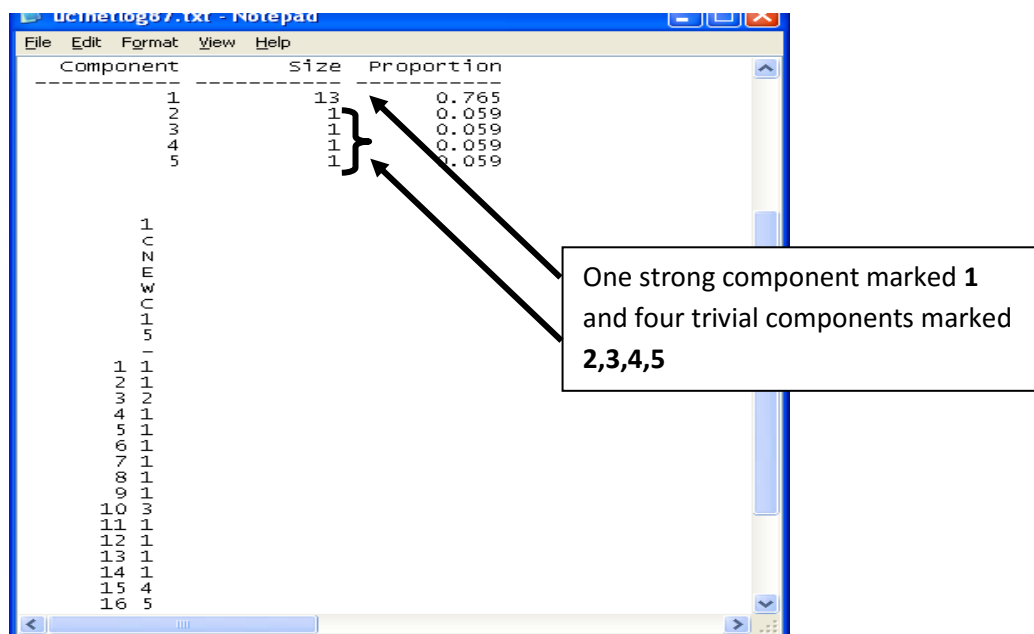 ucinetlog87.txt - Notepad
File Edit Format View Help
Component Size Proportion
----------- ----------- -----------
1 13 0.765
2 1 0.059
3 1 0.059
4 1 0.059
5 1 0.059
1
C
N
E
W
C
1
5
-
1 1
2 1
3 2
4 1
5 1
6 1
7 1
8 1
9 1
10 3
11 1
12 1
13 1
14 1
15 4
16 5
One strong component marked 1
and four trivial components marked
2,3,4,5